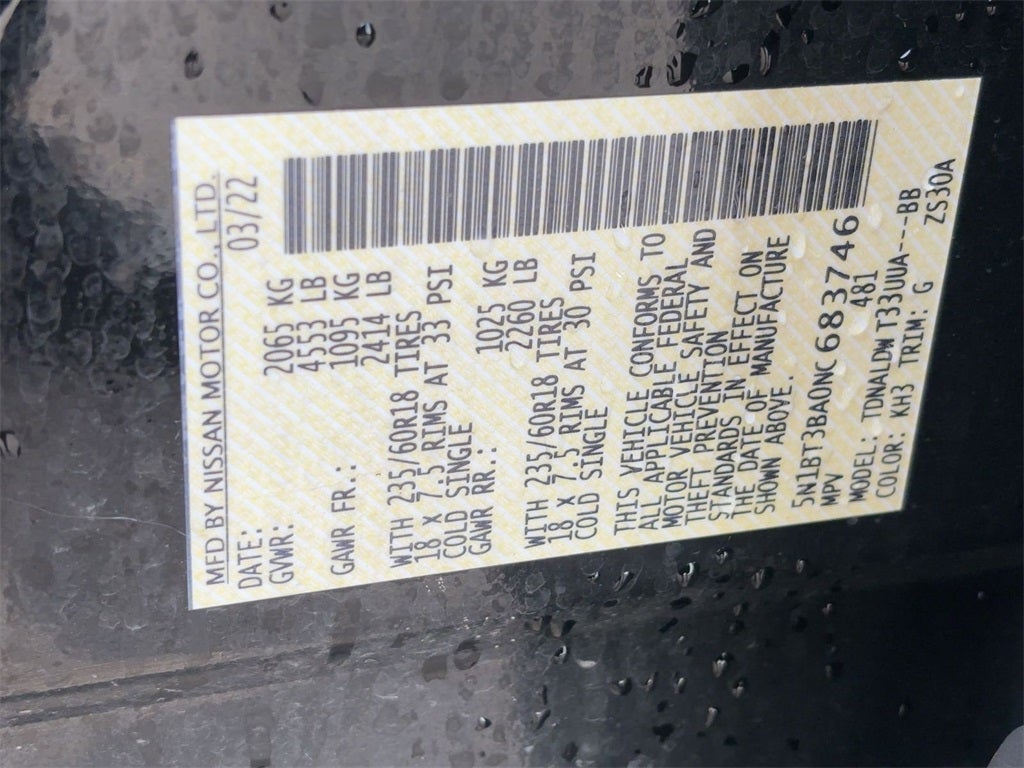 MFD BY NISSAN MOTOR CO., LTD.
DATE: 03/22
GVWR: 2065 KG
4553 LB
GAWR FR.: 1095 KG
2414 LB
WITH 235/60R18 TIRES
18 X 7.5 RIMS AT 33 PSI
COLD SINGLE
GAWR RR.: 1025 KG
2260 LB
WITH 235/60R18 TIRES
18 X 7.5 RIMS AT 30 PSI
COLD SINGLE
THIS VEHICLE CONFORMS TO
ALL APPLICABLE FEDERAL
MOTOR VEHICLE SAFETY AND
THEFT PREVENTION
STANDARDS IN EFFECT ON
THE DATE OF MANUFACTURE
SHOWN ABOVE.
5N1BT3BA0NC683746
MPV 481
MODEL: TDNALDW T33UUA---BB
COLOR: KH3 TRIM: G ZS30A